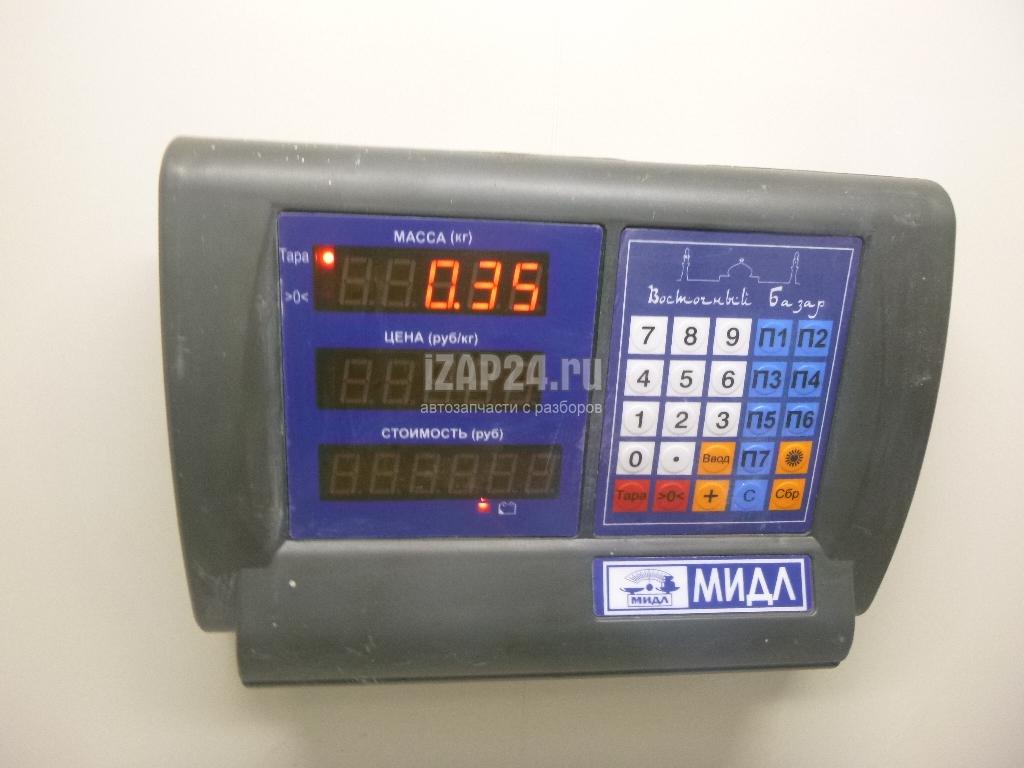 МАССА (кг)
Тара
0.35
>0<
ЦЕНА (руб/кг)
СТОИМОСТЬ (руб)
Восточный Базар
7 8 9 П1 П2
4 5 6 П3 П4
1 2 3 П5 П6
0 • Ввод П7
Тара >0< + С Сбр
МИДЛ МИДЛ
iZAP24.ru
автозапчасти с разборов